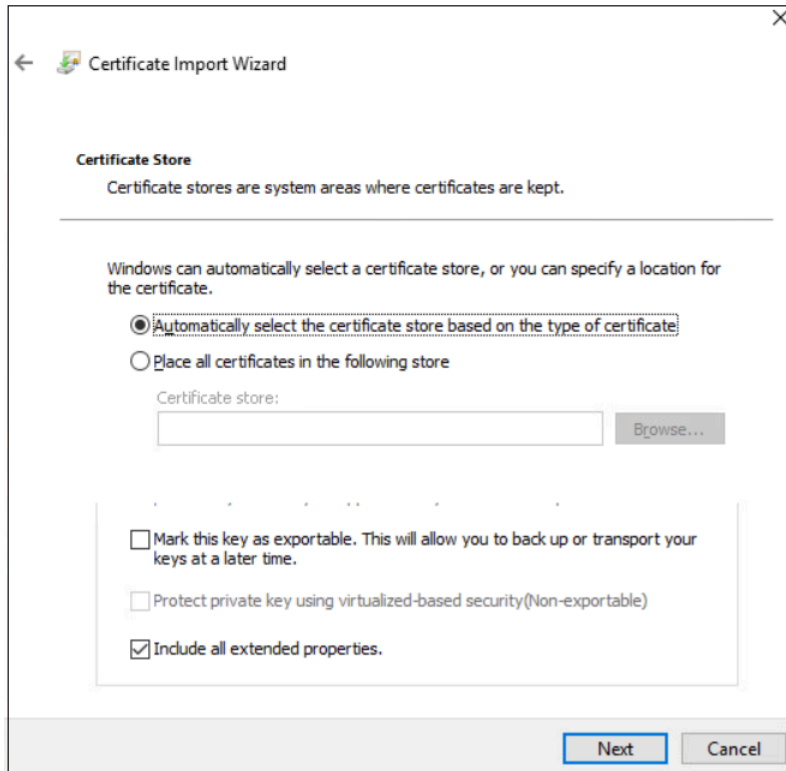 Certificate Import Wizard
Certificate Store
Certificate stores are system areas where certificates are kept.
Windows can automatically select a certificate store, or you can specify a location for
the certificate.
Automatically select the certificate store based on the type of certificate
Place all certificates in the following store
Certificate store:
Browse...
Mark this key as exportable. This will allow you to back up or transport your
keys at a later time.
Protect private key using virtualized-based security(Non-exportable)
Include all extended properties.
Next
Cancel